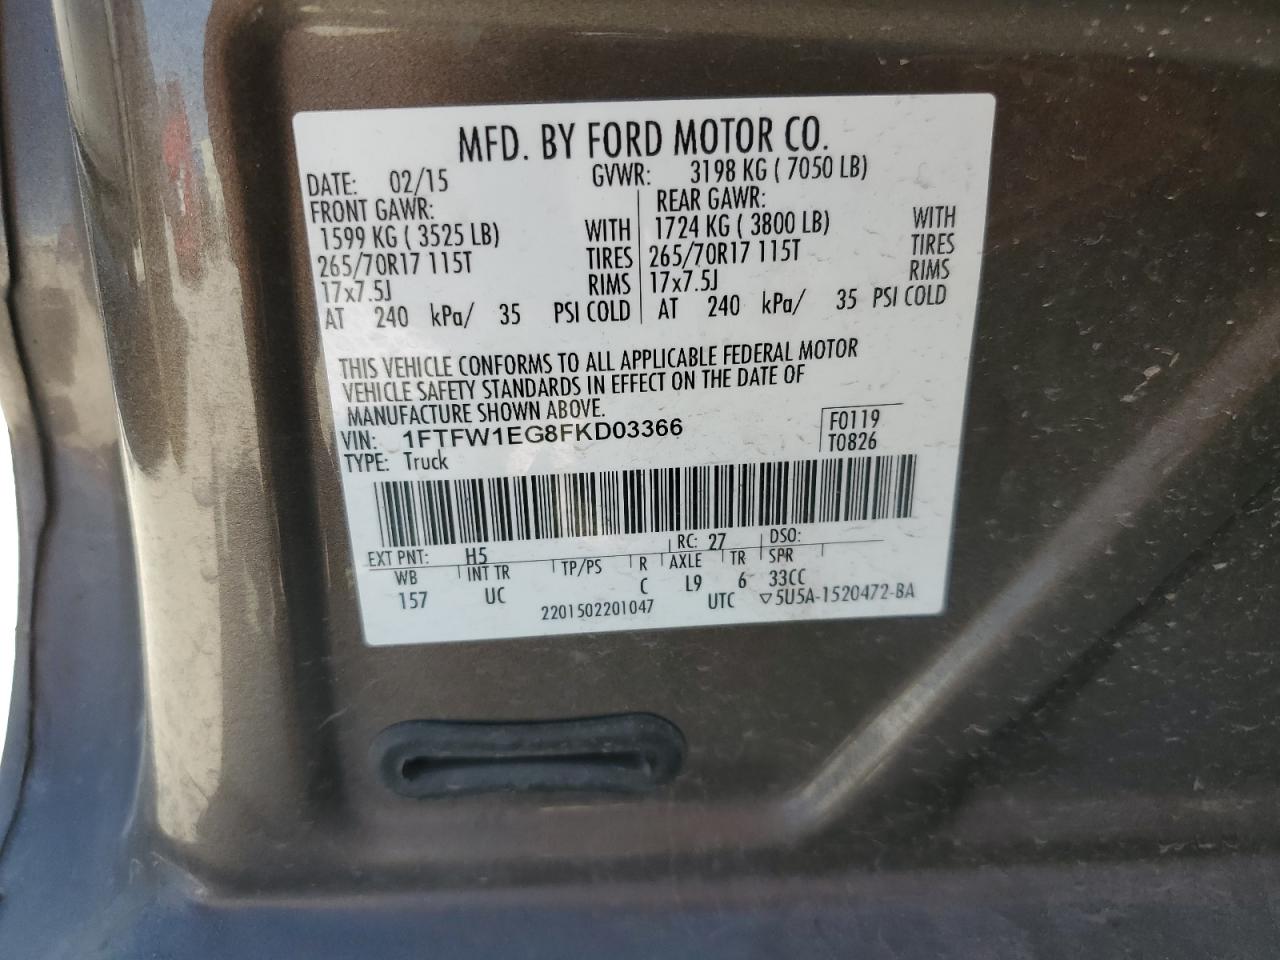 MFD. BY FORD MOTOR CO.
DATE: 02/15 GVWR: 3198 KG ( 7050 LB)
FRONT GAWR: REAR GAWR:
1599 KG ( 3525 LB) WITH 1724 KG ( 3800 LB) WITH
265/70R17 115T TIRES 265/70R17 115T TIRES
17x7.5J RIMS 17x7.5J RIMS
AT 240 kPa/ 35 PSI COLD AT 240 kPa/ 35 PSI COLD
THIS VEHICLE CONFORMS TO ALL APPLICABLE FEDERAL MOTOR
VEHICLE SAFETY STANDARDS IN EFFECT ON THE DATE OF
MANUFACTURE SHOWN ABOVE.
VIN: 1FTFW1EG8FKD03366 F0119
TYPE: Truck T0826
EXT PNT: H5 RC: 27 DSO:
WB INT TR TP/PS R AXLE TR SPR
157 UC C L9 6 33CC
2201502201047 UTC ▽5U5A-1520472-BA